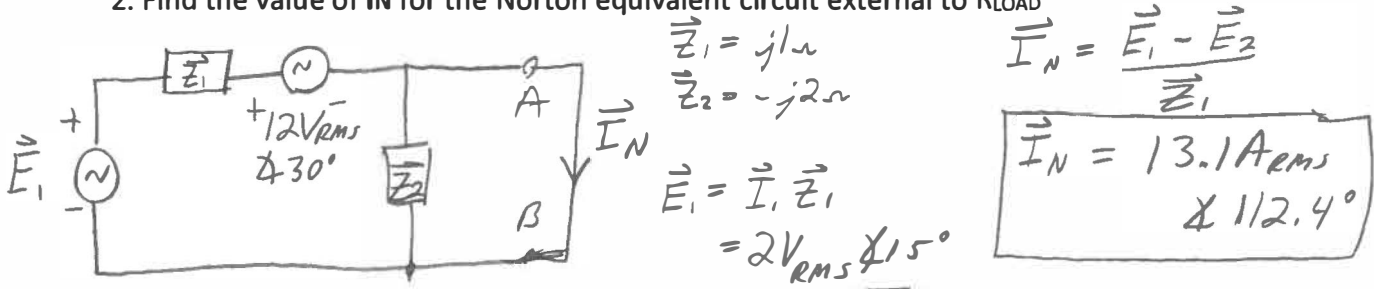 2. Find the value of IN for the Norton equivalent circuit external to RLOAD
Z1
+12VRMS -
∡30°
+
E1
-
Z2
A
B
IN
Z1 = j1Ω
Z2 = -j2Ω
E1 = I1 Z1
= 2VRMS ∡15°
IN = E1 - E2
Z1
IN = 13.1ARMS
∡ 112.4°